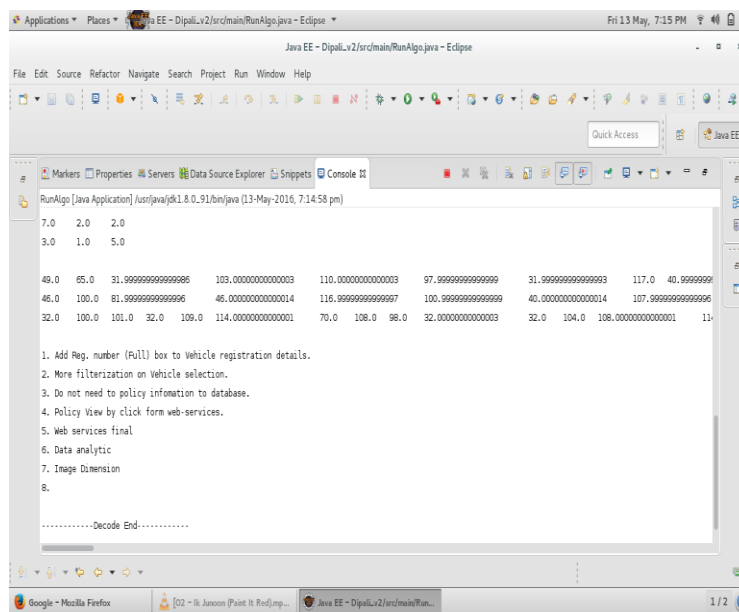 Applications Places Java EE - Dipali_v2/src/main/RunAlgo.java - Eclipse Fri 13 May, 7:15 PM
Java EE - Dipali_v2/src/main/RunAlgo.java - Eclipse
File Edit Source Refactor Navigate Search Project Run Window Help
Quick Access Java EE
Markers Properties Servers Data Source Explorer Snippets Console
RunAlgo [Java Application] /usr/java/jdk1.8.0_91/bin/java (13-May-2016, 7:14:58 pm)
7.0 2.0 2.0
3.0 1.0 5.0
49.0 65.0 31.999999999999986 103.00000000000003 110.00000000000003 97.99999999999999 31.999999999999993 117.0 40.9999999
46.0 100.0 81.9999999999996 46.000000000000014 116.99999999999997 100.99999999999999 40.000000000000014 107.99999999999996
32.0 100.0 101.0 32.0 109.0 114.00000000000001 70.0 108.0 98.0 32.00000000000003 32.0 104.0 108.00000000000001 11
1. Add Reg. number (Full) box to Vehicle registration details.
2. More filterization on Vehicle selection.
3. Do not need to policy infomation to database.
4. Policy View by click form web-services.
5. Web services final
6. Data analytic
7. Image Dimension
8.
------------Decode End------------
Google - Mozilla Firefox [02 - Ik Junoon (Paint It Red).mp... Java EE - Dipali_v2/src/main/Run... 1 / 2